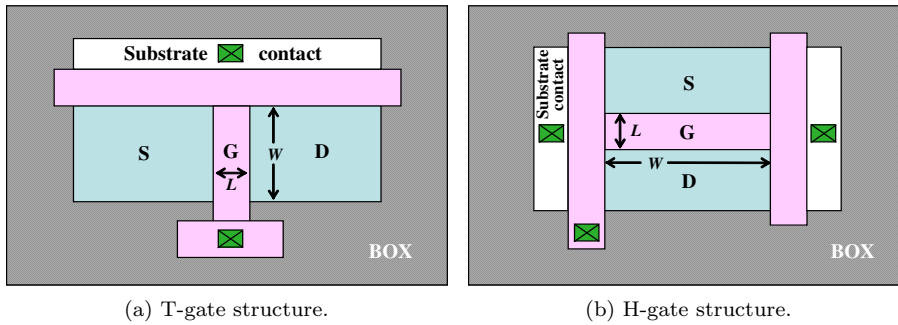 Substrate contact
S
G
W
D
L
BOX
(a) T-gate structure.
Substrate
contact
S
L
G
W
D
BOX
(b) H-gate structure.